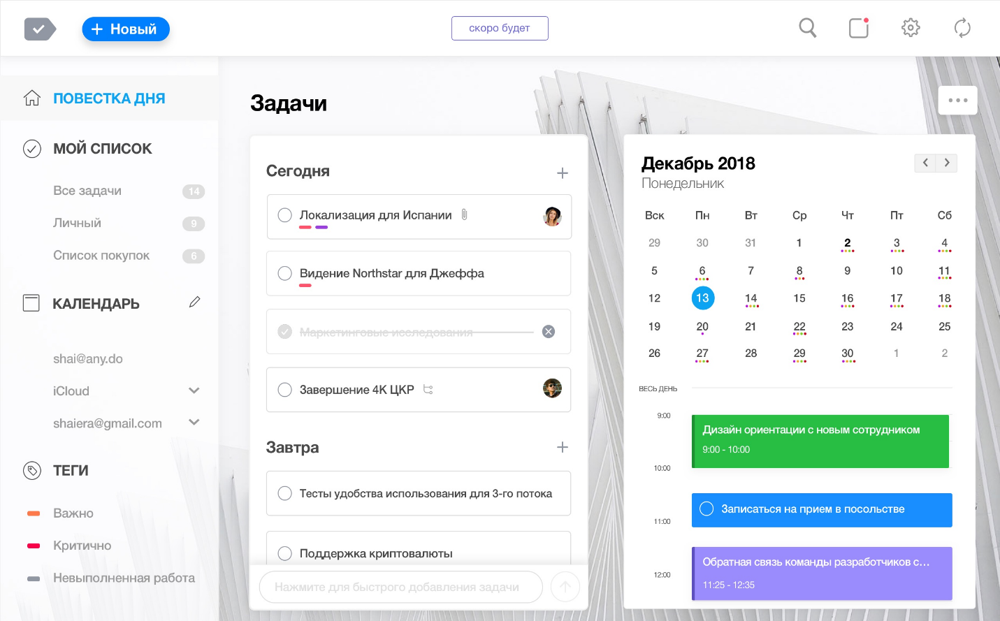 Новый
скоро будет
ПОВЕСТКА ДНЯ
МОЙ СПИСОК
Все задачи 14
Личный 9
Список покупок 6
КАЛЕНДАРЬ
shai@any.do
iCloud
shaiera@gmail.com
ТЕГИ
Важно
Критично
Невыполненная работа
Задачи
Сегодня
Локализация для Испании
Видение Northstar для Джеффа
Маркетинговые исследования
Завершение 4К ЦКР
Завтра
Тесты удобства использования для 3-го потока
Поддержка криптовалюты
Нажмите для быстрого добавления задачи
Декабрь 2018
Понедельник
Вск Пн Вт Ср Чт Пт Сб
29 30 31 1 2 3 4
5 6 7 8 9 10 11
12 13 14 15 16 17 18
19 20 21 22 23 24 25
26 27 28 29 30 1 2
ВЕСЬ ДЕНЬ
9:00
Дизайн ориентации с новым сотрудником
9:00 - 10:00
10:00
Записаться на прием в посольстве
11:00
Обратная связь команды разработчиков с...
12:00
11:25 - 12:35